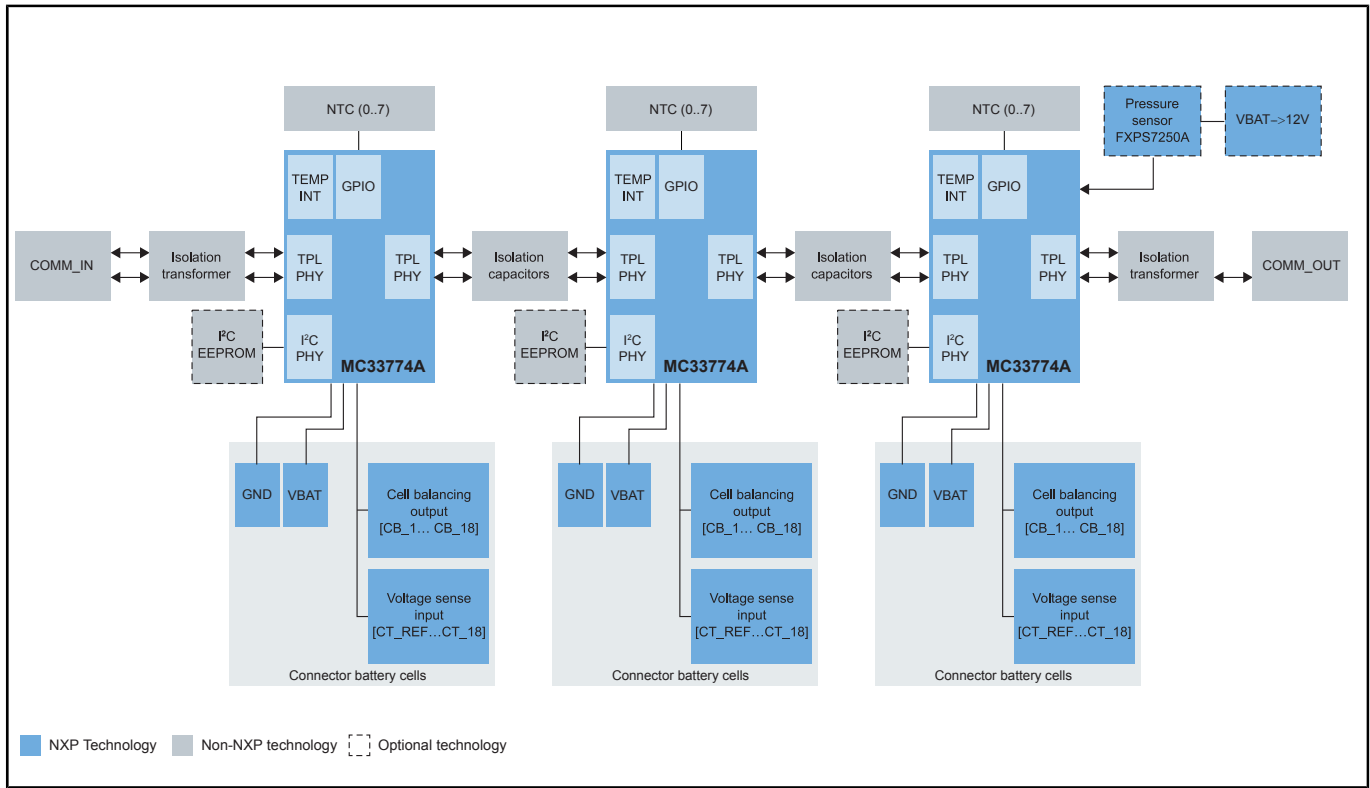 NTC (0..7)
NTC (0..7)
NTC (0..7)
Pressure
sensor
FXPS7250A
VBAT–>12V
TEMP
INT
GPIO
TEMP
INT
GPIO
TEMP
INT
GPIO
COMM_IN
Isolation
transformer
TPL
PHY
TPL
PHY
Isolation
capacitors
TPL
PHY
TPL
PHY
Isolation
capacitors
TPL
PHY
TPL
PHY
Isolation
transformer
COMM_OUT
I²C
EEPROM
I²C
PHY
MC33774A
I²C
EEPROM
I²C
PHY
MC33774A
I²C
EEPROM
I²C
PHY
MC33774A
GND
VBAT
Cell balancing
output
[CB_1... CB_18]
Voltage sense
input
[CT_REF...CT_18]
Connector battery cells
GND
VBAT
Cell balancing
output
[CB_1... CB_18]
Voltage sense
input
[CT_REF...CT_18]
Connector battery cells
GND
VBAT
Cell balancing
output
[CB_1... CB_18]
Voltage sense
input
[CT_REF...CT_18]
Connector battery cells
NXP Technology
Non-NXP technology
Optional technology